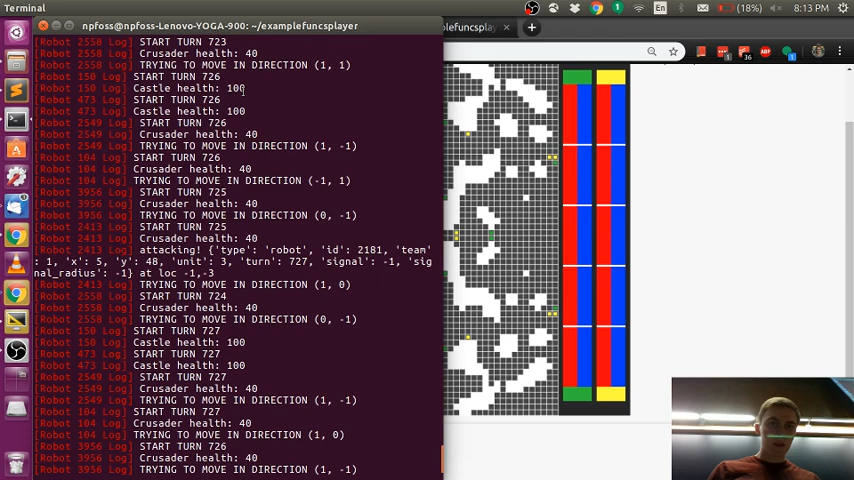 Terminal
En
(18%)
8:13 PM
npfoss@npfoss-Lenovo-YOGA-900: ~/examplefuncsplayer
lefuncspla
[Robot 2558 Log] START TURN 723
[Robot 2558 Log] Crusader health: 40
[Robot 2558 Log] TRYING TO MOVE IN DIRECTION (1, 1)
[Robot 150 Log] START TURN 726
[Robot 150 Log] Castle health: 100
[Robot 473 Log] START TURN 726
[Robot 473 Log] Castle health: 100
[Robot 2549 Log] START TURN 726
[Robot 2549 Log] Crusader health: 40
[Robot 2549 Log] TRYING TO MOVE IN DIRECTION (1, -1)
[Robot 104 Log] START TURN 726
[Robot 104 Log] Crusader health: 40
[Robot 104 Log] TRYING TO MOVE IN DIRECTION (-1, 1)
[Robot 3956 Log] START TURN 725
[Robot 3956 Log] Crusader health: 40
[Robot 3956 Log] TRYING TO MOVE IN DIRECTION (0, -1)
[Robot 2413 Log] START TURN 725
[Robot 2413 Log] Crusader health: 40
[Robot 2413 Log] attacking! {'type': 'robot', 'id': 2181, 'team'
: 1, 'x': 5, 'y': 48, 'unit': 3, 'turn': 727, 'signal': -1, 'sig
nal_radius': -1} at loc -1,-3
[Robot 2413 Log] TRYING TO MOVE IN DIRECTION (1, 0)
[Robot 2558 Log] START TURN 724
[Robot 2558 Log] Crusader health: 40
[Robot 2558 Log] TRYING TO MOVE IN DIRECTION (0, -1)
[Robot 150 Log] START TURN 727
[Robot 150 Log] Castle health: 100
[Robot 473 Log] START TURN 727
[Robot 473 Log] Castle health: 100
[Robot 2549 Log] START TURN 727
[Robot 2549 Log] Crusader health: 40
[Robot 2549 Log] TRYING TO MOVE IN DIRECTION (1, -1)
[Robot 104 Log] START TURN 727
[Robot 104 Log] Crusader health: 40
[Robot 104 Log] TRYING TO MOVE IN DIRECTION (1, 0)
[Robot 3956 Log] START TURN 726
[Robot 3956 Log] Crusader health: 40
[Robot 3956 Log] TRYING TO MOVE IN DIRECTION (1, -1)